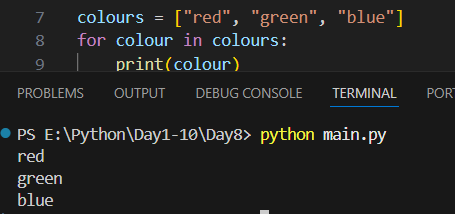 7 colours = ["red", "green", "blue"]
8 for colour in colours:
9 print(colour)
PROBLEMS OUTPUT DEBUG CONSOLE TERMINAL POR
PS E:\Python\Day1-10\Day8> python main.py
red
green
blue